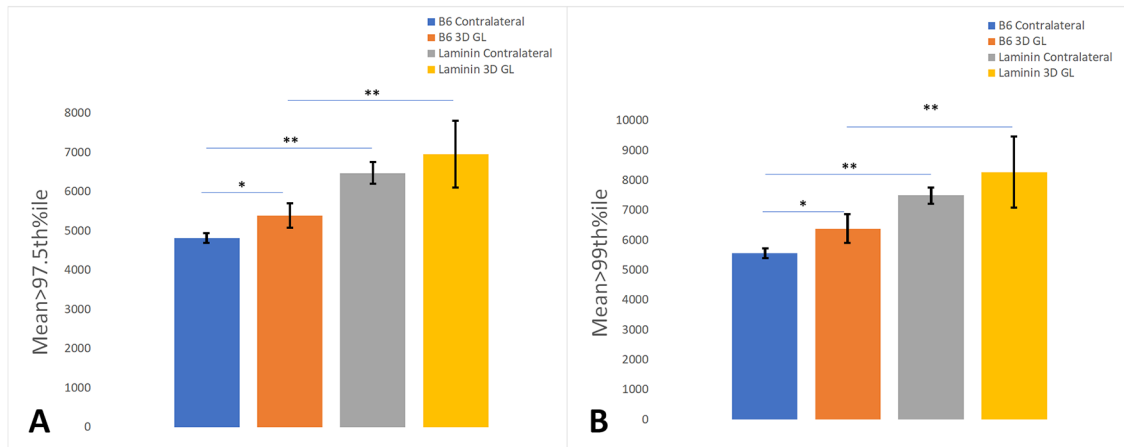 B6 Contralateral
B6 3D GL
Laminin Contralateral
Laminin 3D GL
**
**
*
8000
7000
6000
5000
4000
3000
2000
1000
0
Mean>97.5th%ile
A
B6 Contralateral
B6 3D GL
Laminin Contralateral
Laminin 3D GL
**
**
*
10000
9000
8000
7000
6000
5000
4000
3000
2000
1000
0
Mean>99th%ile
B